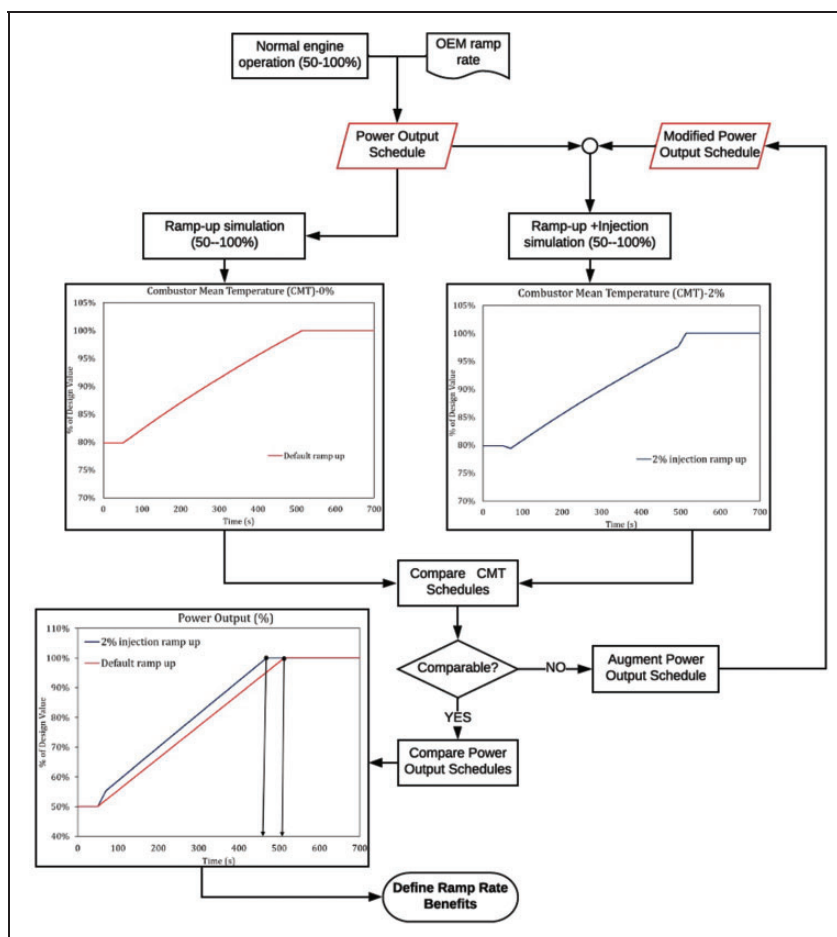 Normal engine
operation (50-100%)
OEM ramp
rate
Power Output
Schedule
Modified Power
Output Schedule
Ramp-up simulation
(50--100%)
Ramp-up +Injection
simulation (50--100%)
Combustor Mean Temperature (CMT)-0%
105%
100%
95%
90%
85%
80%
75%
70%
% of Design Value
Default ramp up
0 100 200 300 400 500 600 700
Time (s)
Combustor Mean Temperature (CMT)-2%
105%
100%
95%
90%
85%
80%
75%
70%
% of Design Value
2% injection ramp up
0 100 200 300 400 500 600 700
Time (s)
Compare CMT
Schedules
Comparable?
NO
Augment Power
Output Schedule
YES
Compare Power
Output Schedules
Power Output (%)
110%
100%
90%
80%
70%
60%
50%
40%
% of Design Value
2% injection ramp up
Default ramp up
0 100 200 300 400 500 600 700
Time (s)
Define Ramp Rate
Benefits